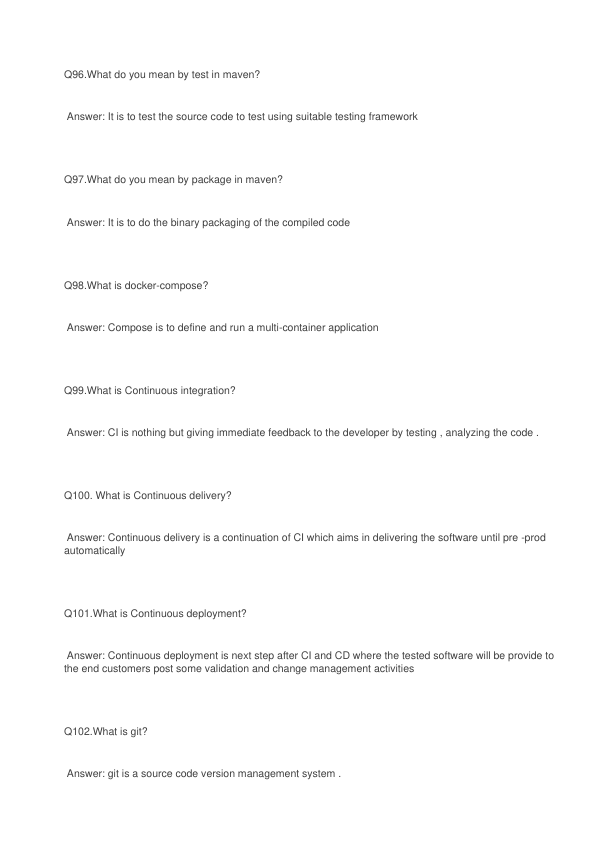 Q96.What do you mean by test in maven?
Answer: It is to test the source code to test using suitable testing framework
Q97.What do you mean by package in maven?
Answer: It is to do the binary packaging of the compiled code
Q98.What is docker-compose?
Answer: Compose is to define and run a multi-container application
Q99.What is Continuous integration?
Answer: CI is nothing but giving immediate feedback to the developer by testing , analyzing the code .
Q100. What is Continuous delivery?
Answer: Continuous delivery is a continuation of CI which aims in delivering the software until pre -prod
automatically
Q101.What is Continuous deployment?
Answer: Continuous deployment is next step after CI and CD where the tested software will be provide to
the end customers post some validation and change management activities
Q102.What is git?
Answer: git is a source code version management system .